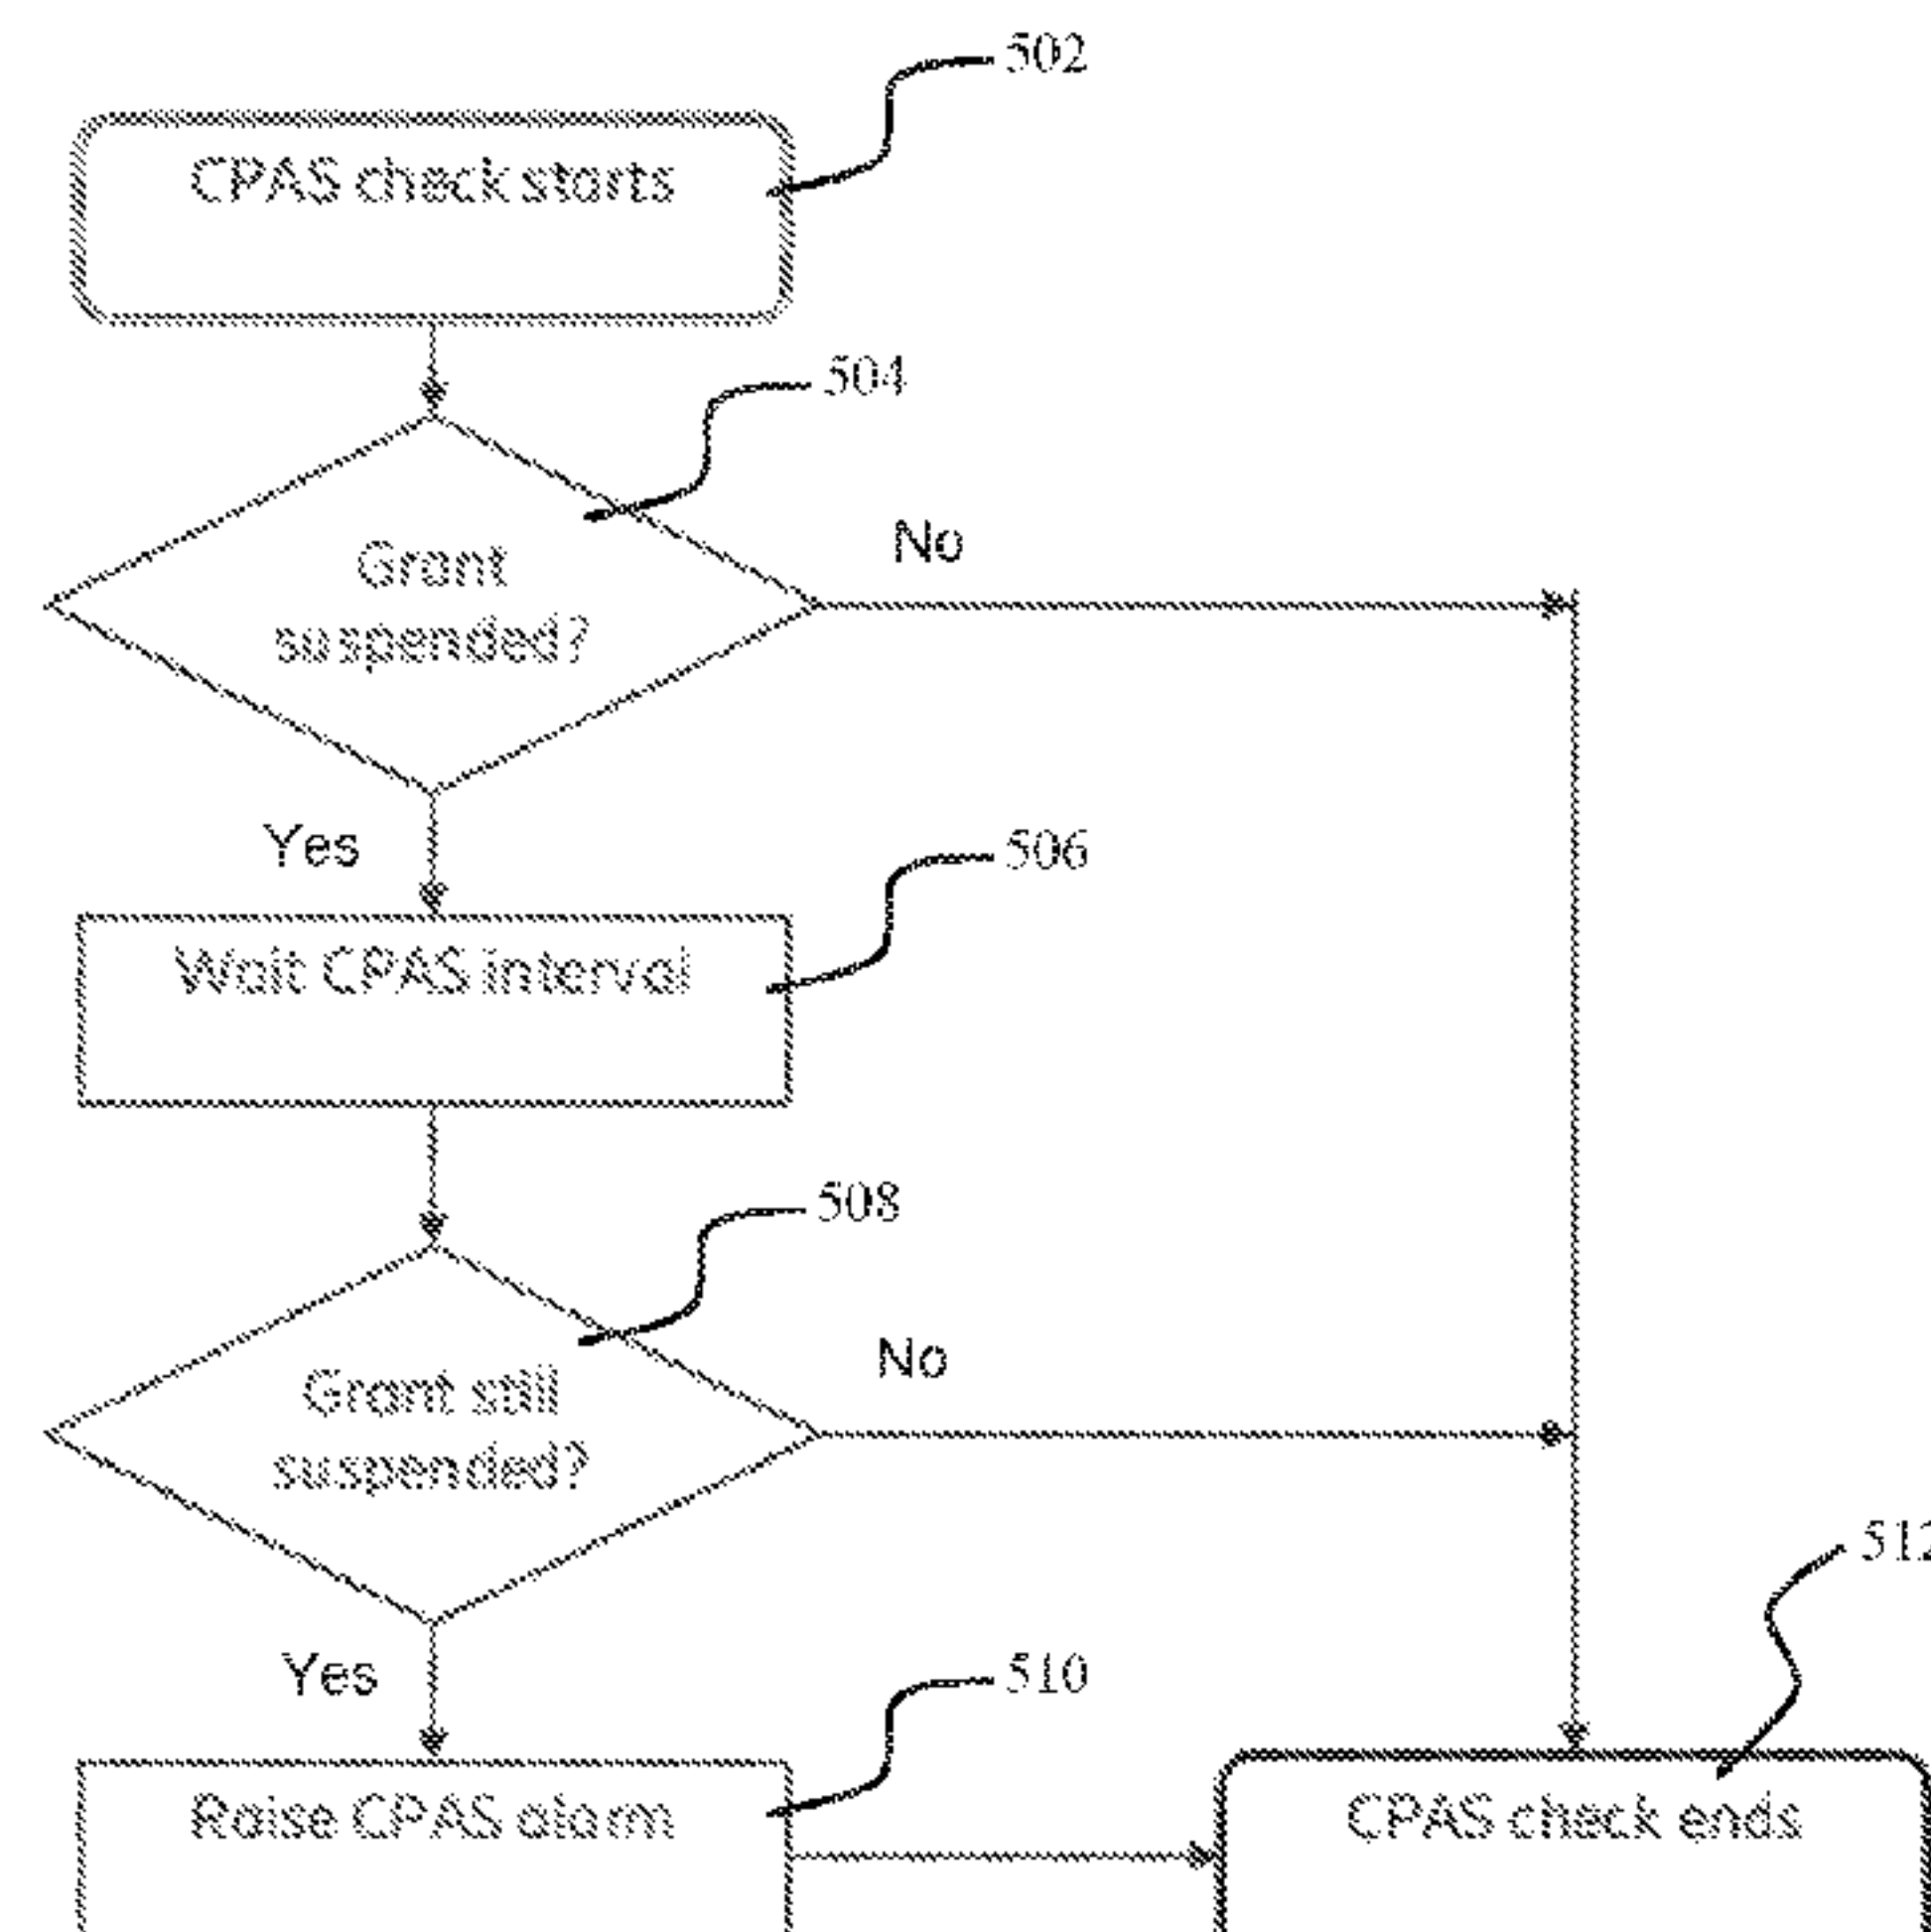 502
CPAS check starts
504
No
Grant
suspended?
Yes
506
Wait CPAS interval
508
No
Grant still
suspended?
512
Yes
510
Raise CPAS alarm
CPAS check ends